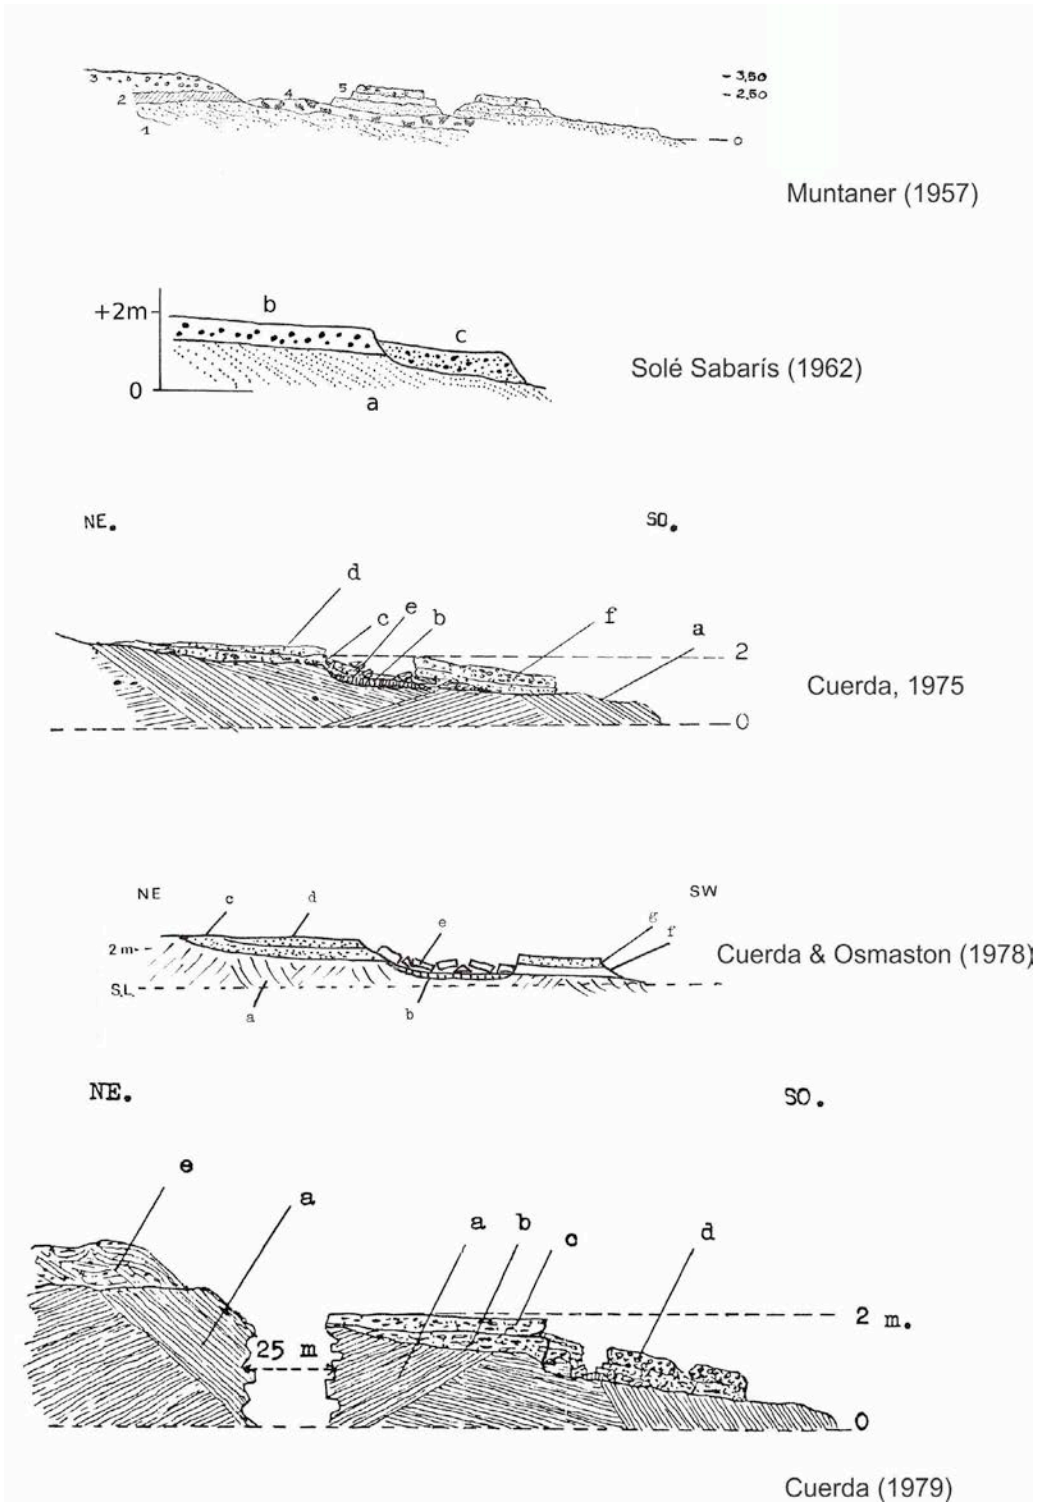 3
2
1
4
5
- 3,50
- 2,50
0
Muntaner (1957)
+2m
0
b
c
a
Solé Sabarís (1962)
NE.
SO.
d
c
e
b
f
a
2
0
Cuerda, 1975
NE
SW
c
d
e
g
f
2m
S.L.
a
b
Cuerda & Osmaston (1978)
NE.
SO.
e
a
a
b
c
d
25 m
2 m.
0
Cuerda (1979)